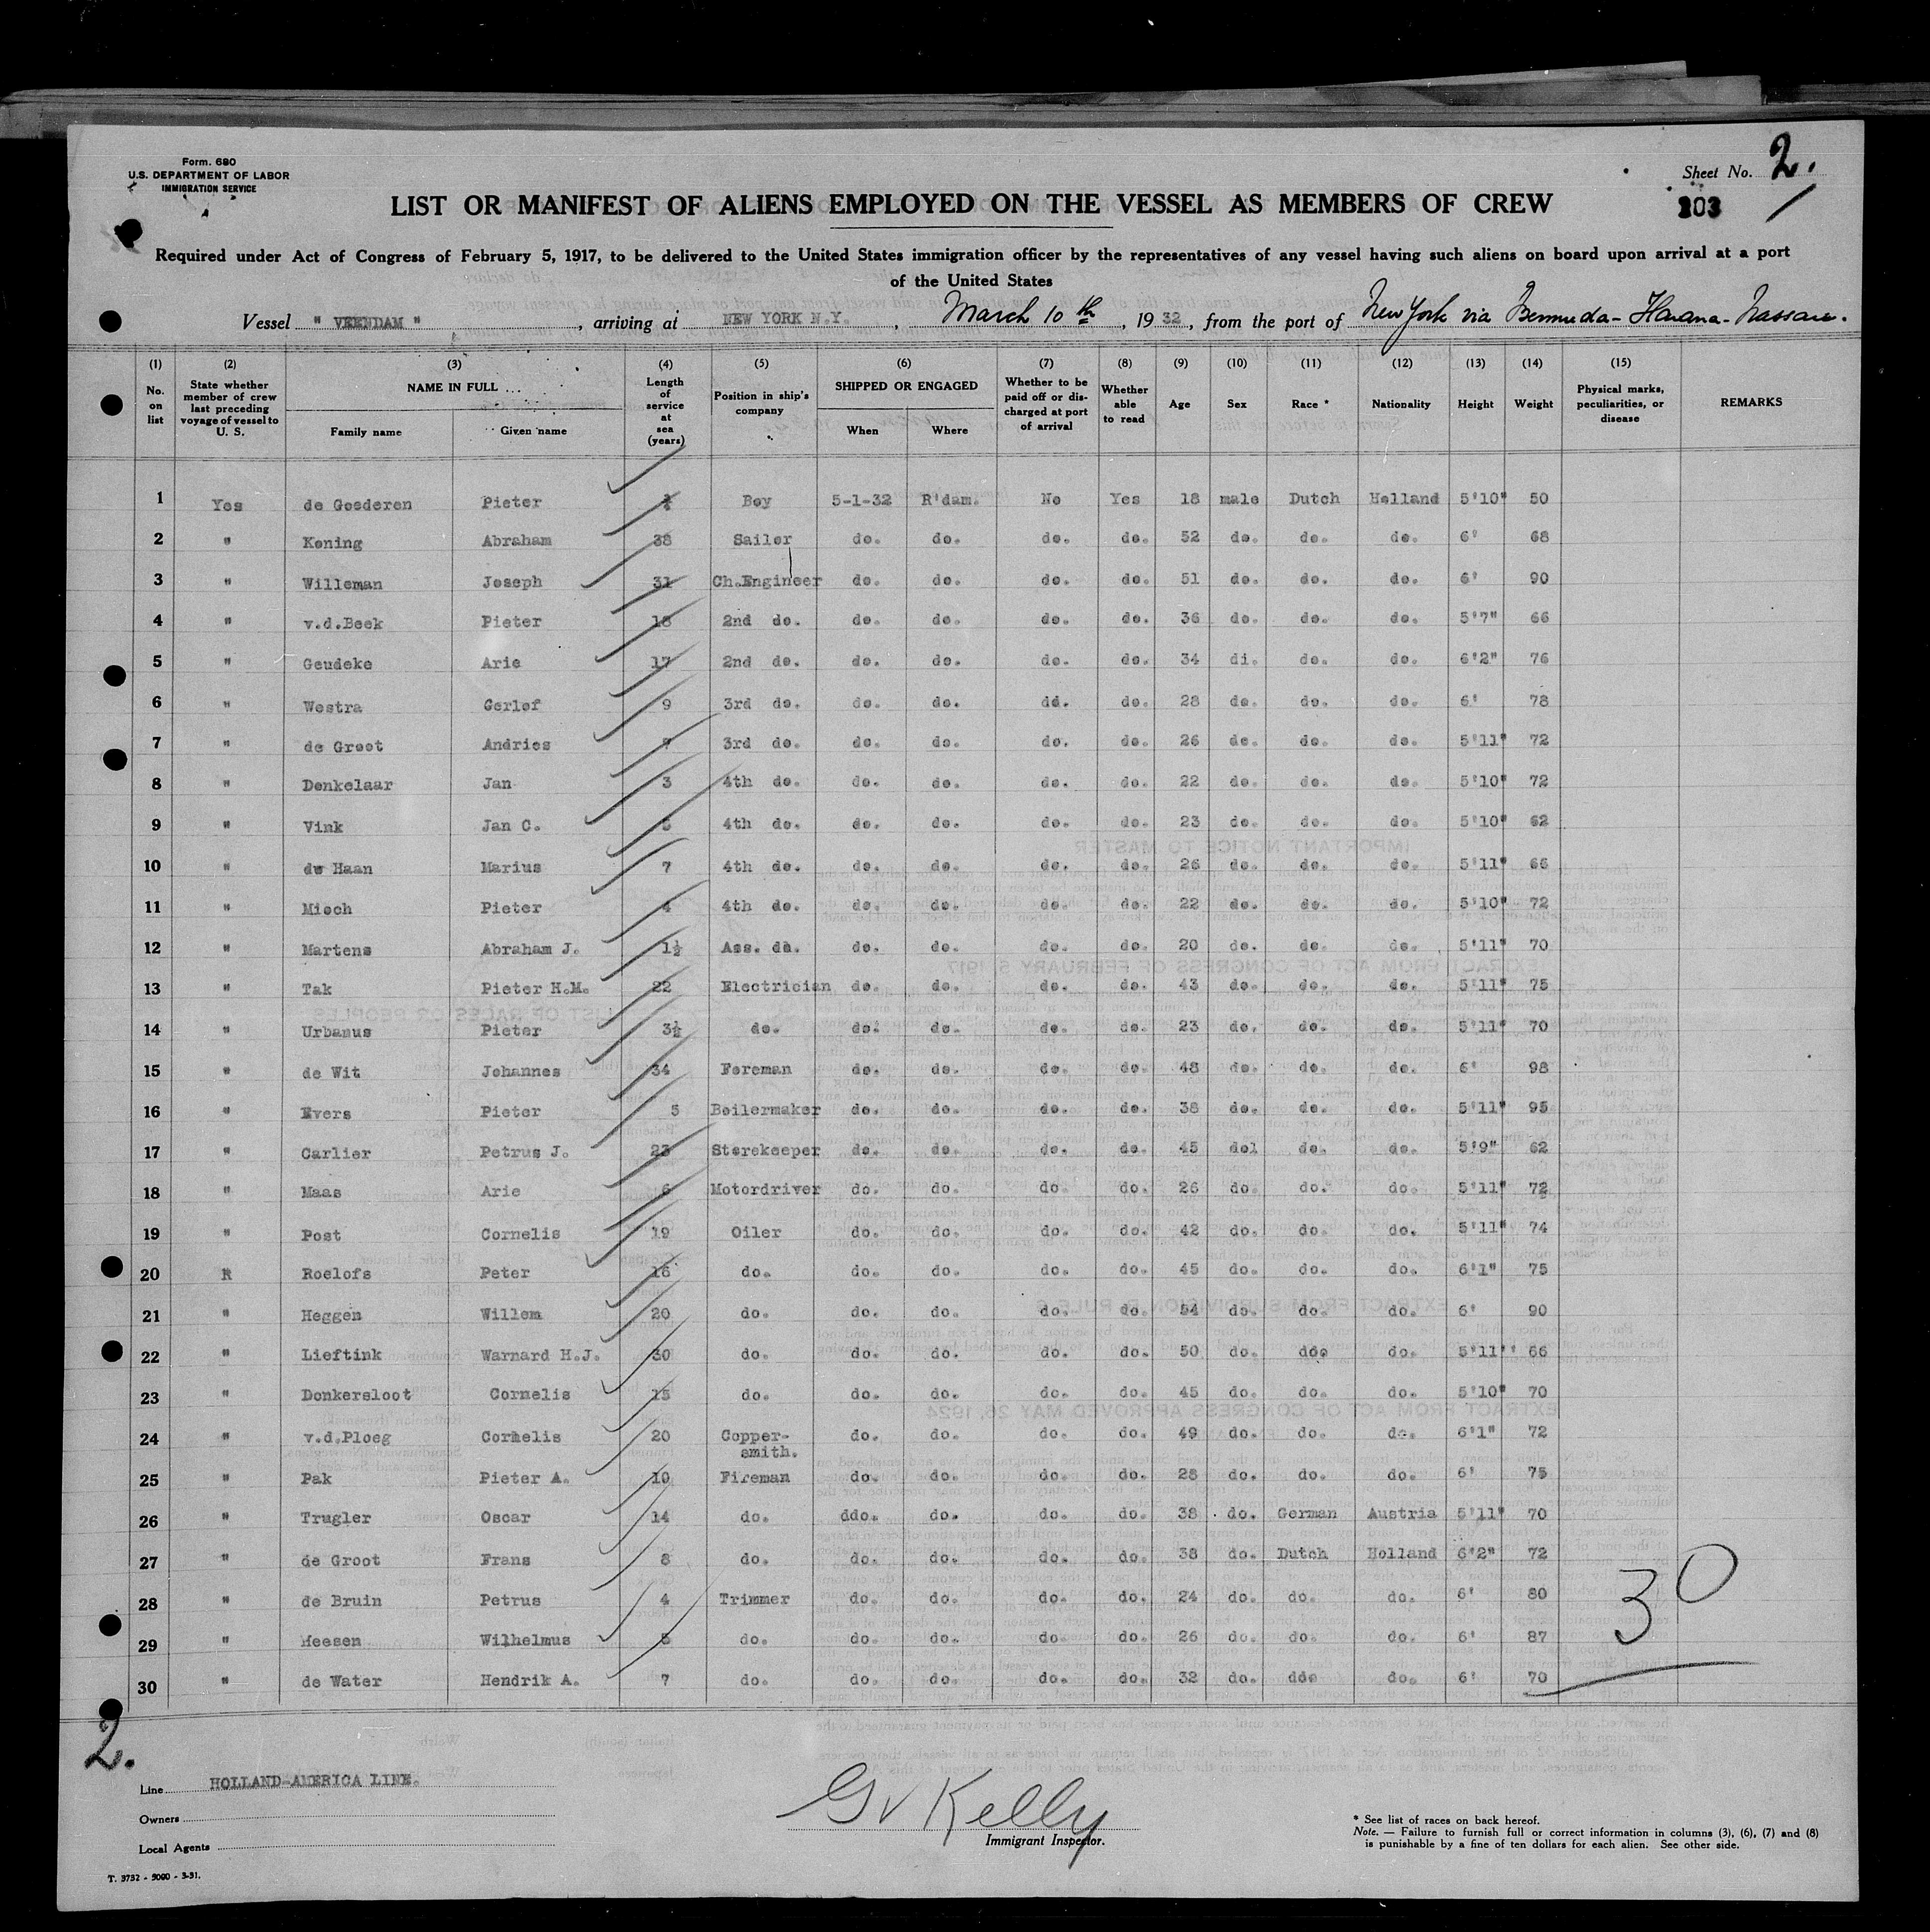 Form. 680
U.S. DEPARTMENT OF LABOR
IMMIGRATION SERVICE
Sheet No. 2.
203
LIST OR MANIFEST OF ALIENS EMPLOYED ON THE VESSEL AS MEMBERS OF CREW
Required under Act of Congress of February 5, 1917, to be delivered to the United States immigration officer by the representatives of any vessel having such aliens on board upon arrival at a port
of the United States
Vessel " VEENDAM ", arriving at NEW YORK N.Y., March 10 th, 19 32, from the port of New York via Bermuda - Havana - Nassau.
(1) No. on list (2) State whether member of crew last preceding voyage of vessel to U. S. (3) NAME IN FULL Family name Given name (4) Length of service at sea (years) (5) Position in ship's company (6) SHIPPED OR ENGAGED When Where (7) Whether to be paid off or discharged at port of arrival (8) Whether able to read (9) Age (10) Sex (11) Race * (12) Nationality (13) Height (14) Weight (15) Physical marks, peculiarities, or disease REMARKS
1 Yes de Goederen Pieter Boy 5-1-32 R'dam. No Yes 18 male Dutch Holland 5'10" 50
2 " Koning Abraham 38 Sailor do. do. do. do. 52 do. do. do. 6' 68
3 " Willeman Joseph 31 Ch.Engineer do. do. do. do. 51 do. do. do. 6' 90
4 " v.d.Beek Pieter 18 2nd do. do. do. do. do. 36 do. do. do. 5'7" 66
5 " Geudeke Arie 17 2nd do. do. do. do. do. 34 di. do. do. 6'2" 76
6 " Westra Gerlof 9 3rd do. do. do. dd. do. 28 do. do. do. 6' 78
7 " de Groot Andries 7 3rd do. do. do. do. do. 26 do. do. do. 5'11" 72
8 " Donkelaar Jan 3 4th do. do. do. do. do. 22 do. do. do. 5'10" 72
9 " Vink Jan C. 4th do. do. do. do. do. 23 do. do. do. 5'10" 62
10 " de Haan Marius 7 4th do. do. do. do. do. 26 do. do. do. 5'11" 66
11 " Misch Pieter 4 4th do. do. do. do. do. 22 do. do. do. 5'10" 72
12 " Martens Abraham J. 1½ Ass. do. do. do. do. do. 20 do. do. do. 5'11" 70
13 " Tak Pieter H.M. 22 Electrician do. do. do. do. 43 do. do. do. 5'11" 75
14 " Urbanus Pieter 3½ do. do. do. do. do. 23 do. do. do. 5'11" 70
15 " de Wit Johannes 34 Foreman do. do. do. do. 48 do. do. do. 6' 98
16 " Evers Pieter 5 Boilermaker do. do. do. do. 38 do. do. do. 5'11" 95
17 " Carlier Petrus J. 23 Storekeeper do. do. do. do. 45 dol do. do. 5'9" 62
18 " Maas Arie 6 Motordriver do. do. do. do. 26 do. do. do. 5'11" 72
19 " Post Cornelis 19 Oiler do. do. do. do. 42 do. do. do. 5'11" 74
20 R Roelofs Peter 16 do. do. do. do. do. 45 do. do. do. 6'1" 75
21 " Heggen Willem 20 do. do. do. do. do. 54 do. do. do. 6' 90
22 " Lieftink Warnard H.J. 30 do. do. do. do. do. 50 do. ddo do. 5'11" 66
23 " Donkersloot Cornelis 15 do. do. do. do. do. 45 do. do. do. 5'10" 70
24 " v.d.Ploeg Cornelis 20 Copper-smith. do. do. do. do. 49 do. do. do. 6'1" 72
25 " Pak Pieter A. 10 Fireman do. do. do. do. 28 do. do. do. 6' 75
26 " Trugler Oscar 14 do. ddo. do. do. do. 38 do. German Austria 5'11" 70
27 " de Groot Frans 8 do. do. do. do. do. 38 do. Dutch Holland 6'2" 72
28 " de Bruin Petrus 4 Trimmer do. do. do. do. 24 do. do. do. 6' 80
29 " Heesen Wilhelmus 5 do. do. do. do. do. 26 do. do. do. 6' 87
30 " de Water Hendrik A. 7 do. do. do. do. do. 32 do. ddo do. 6' 70
30
2.
Line HOLLAND-AMERICA LINE.
Owners
Local Agents
T. 3732 - 5000 - 3-31.
G v Kelly
Immigrant Inspector.
* See list of races on back hereof.
Note. — Failure to furnish full or correct information in columns (3), (6), (7) and (8)
is punishable by a fine of ten dollars for each alien. See other side.